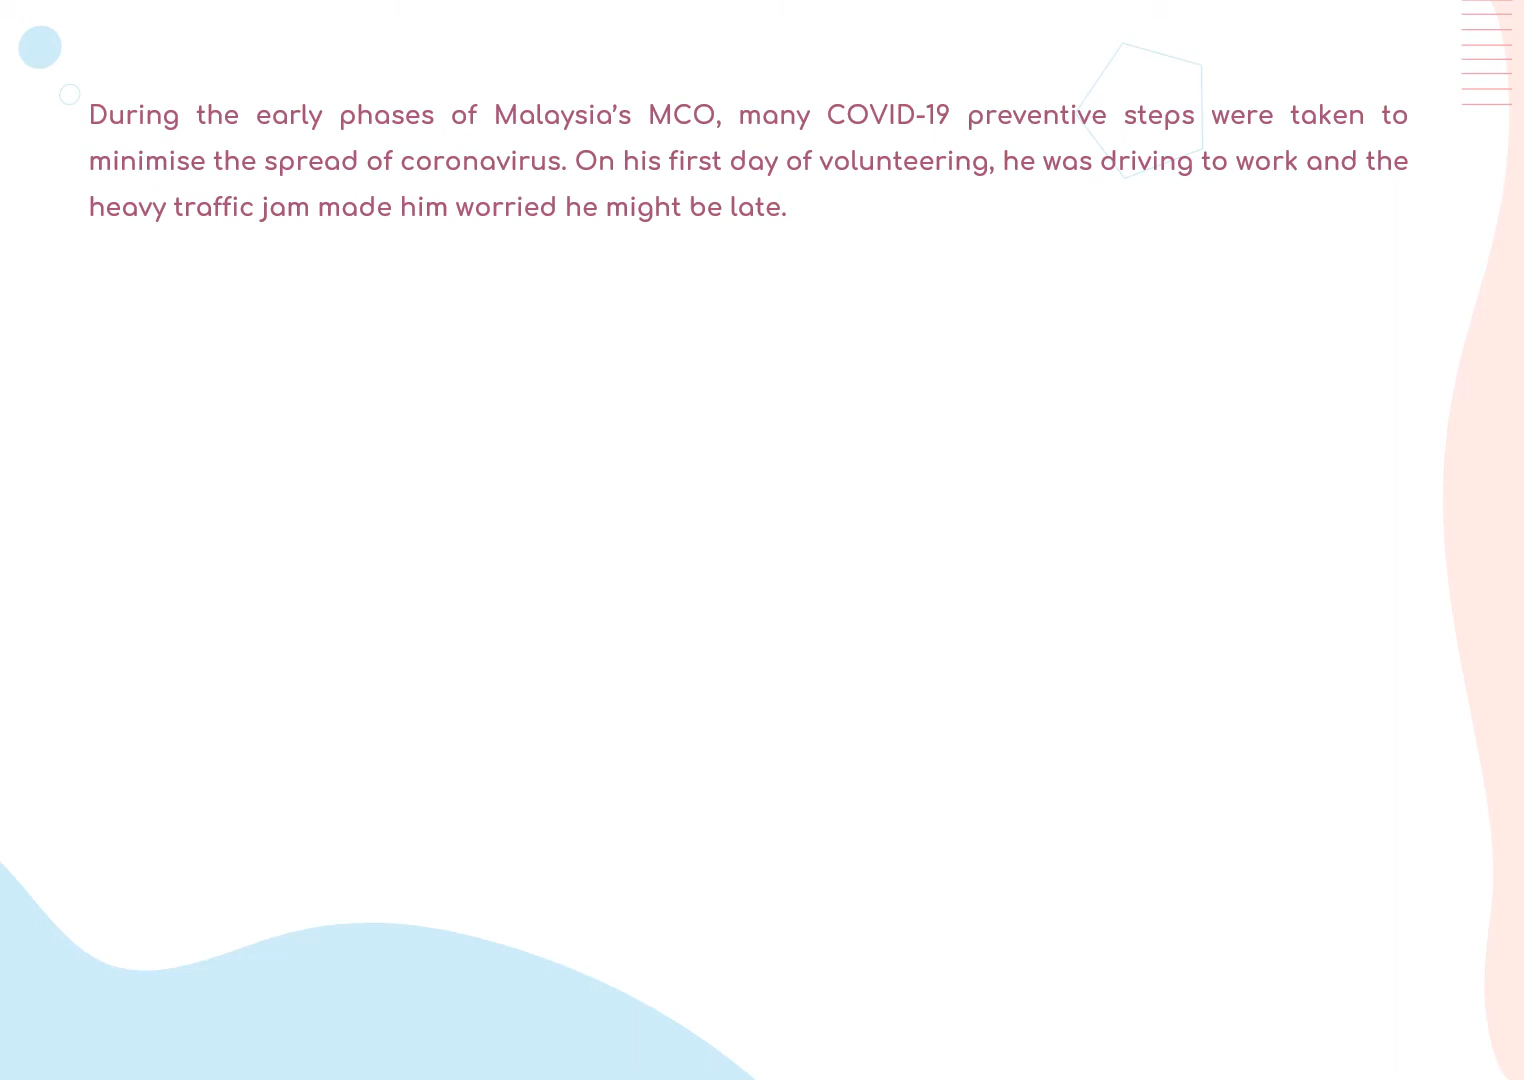 During the early phases of Malaysia’s MCO, many COVID-19 preventive steps were taken to
minimise the spread of coronavirus. On his first day of volunteering, he was driving to work and the
heavy traffic jam made him worried he might be late.